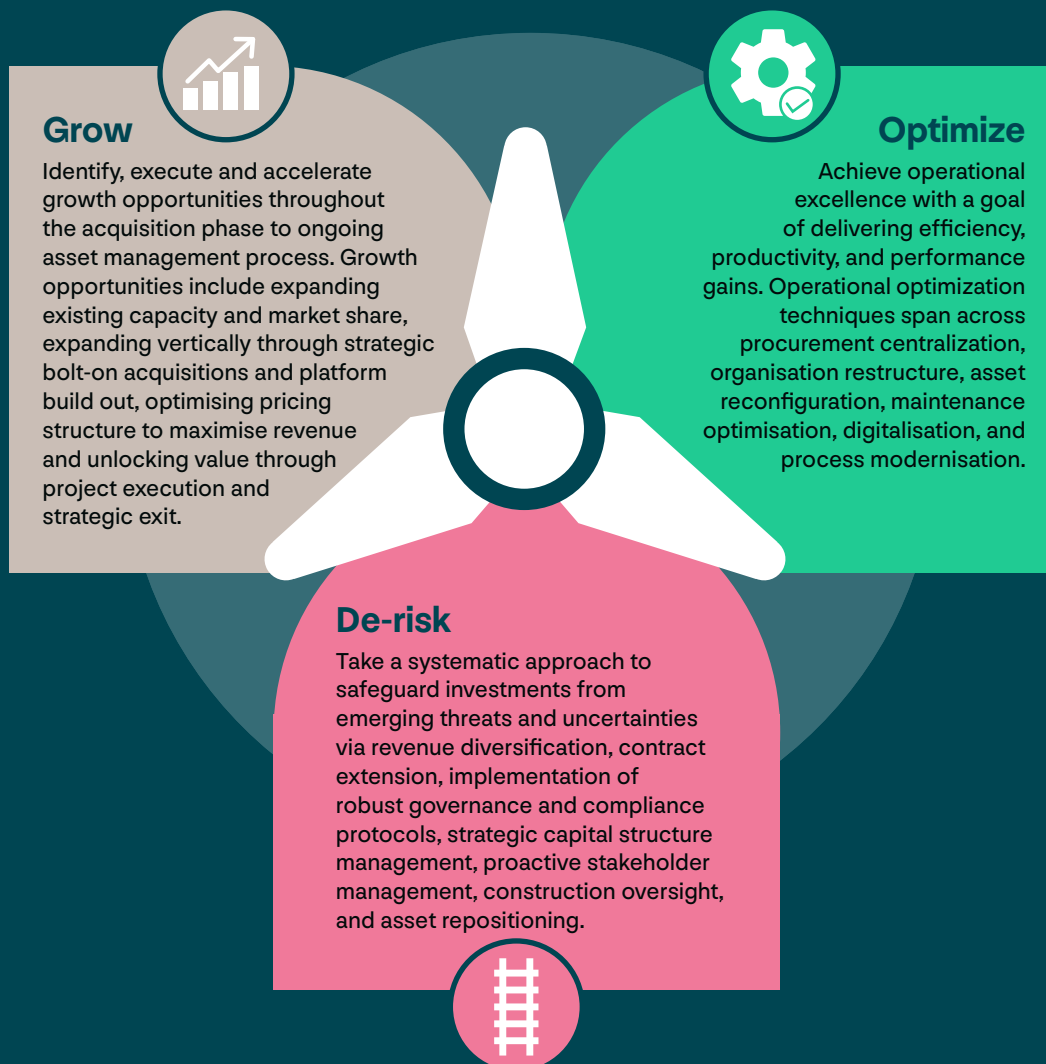 Grow
Identify, execute and accelerate
growth opportunities throughout
the acquisition phase to ongoing
asset management process. Growth
opportunities include expanding
existing capacity and market share,
expanding vertically through strategic
bolt-on acquisitions and platform
build out, optimising pricing
structure to maximise revenue
and unlocking value through
project execution and
strategic exit.
Optimize
Achieve operational
excellence with a goal
of delivering efficiency,
productivity, and performance
gains. Operational optimization
techniques span across
procurement centralization,
organisation restructure, asset
reconfiguration, maintenance
optimisation, digitalisation, and
process modernisation.
De-risk
Take a systematic approach to
safeguard investments from
emerging threats and uncertainties
via revenue diversification, contract
extension, implementation of
robust governance and compliance
protocols, strategic capital structure
management, proactive stakeholder
management, construction oversight,
and asset repositioning.